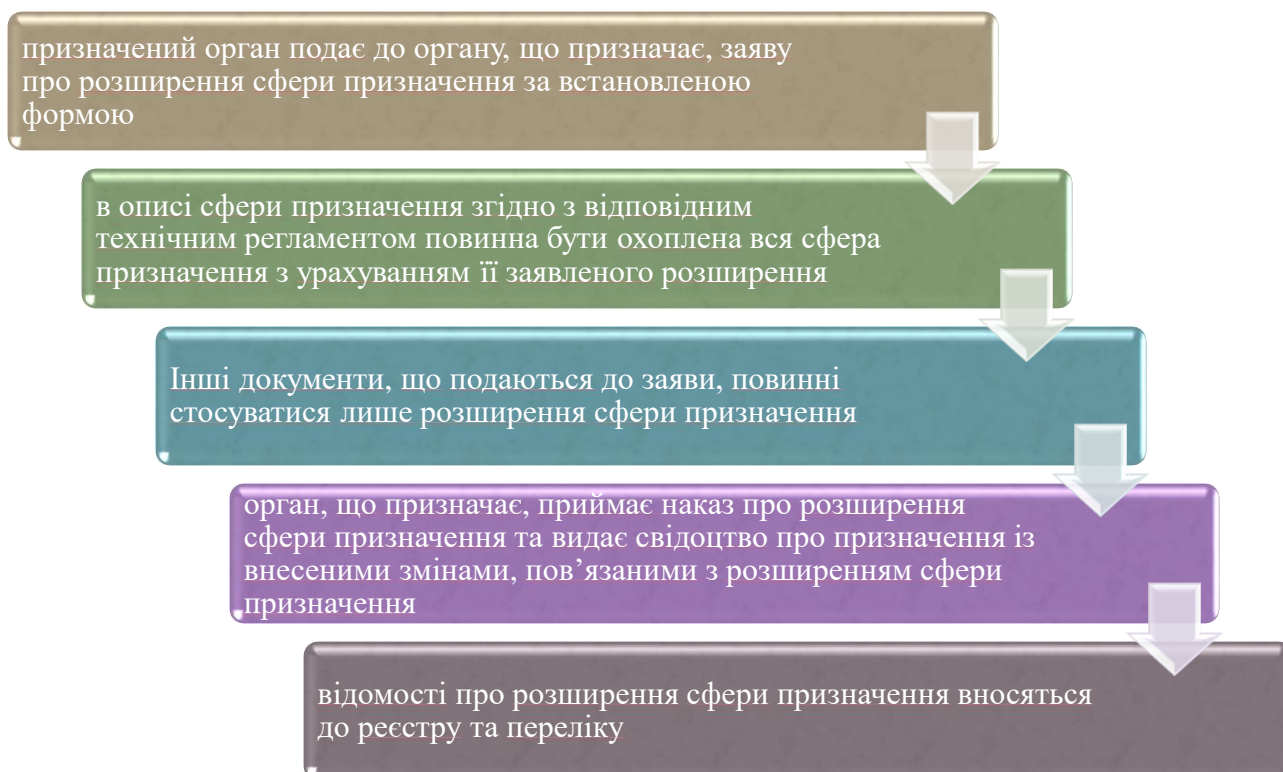 призначений орган подає до органу, що призначає, заяву
про розширення сфери призначення за встановленою
формою
в описі сфери призначення згідно з відповідним
технічним регламентом повинна бути охоплена вся сфера
призначення з урахуванням її заявленого розширення
Інші документи, що подаються до заяви, повинні
стосуватися лише розширення сфери призначення
орган, що призначає, приймає наказ про розширення
сфери призначення та видає свідоцтво про призначення із
внесеними змінами, пов’язаними з розширенням сфери
призначення
відомості про розширення сфери призначення вносяться
до реєстру та переліку